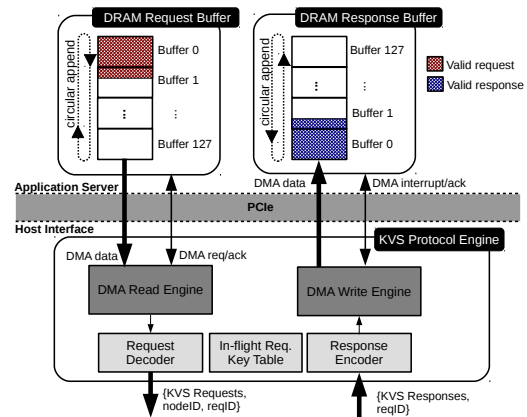 DRAM Request Buffer
DRAM Response Buffer
circular append
Buffer 0
Buffer 1
...
...
Buffer 127
circular append
Buffer 127
...
...
Buffer 1
Buffer 0
Valid request
Valid response
Application Server
DMA data
DMA interrupt/ack
PCIe
Host Interface
KVS Protocol Engine
DMA data
DMA req/ack
DMA Read Engine
DMA Write Engine
Request
Decoder
In-flight Req.
Key Table
Response
Encoder
{KVS Requests,
nodeID, reqID}
{KVS Responses,
reqID}